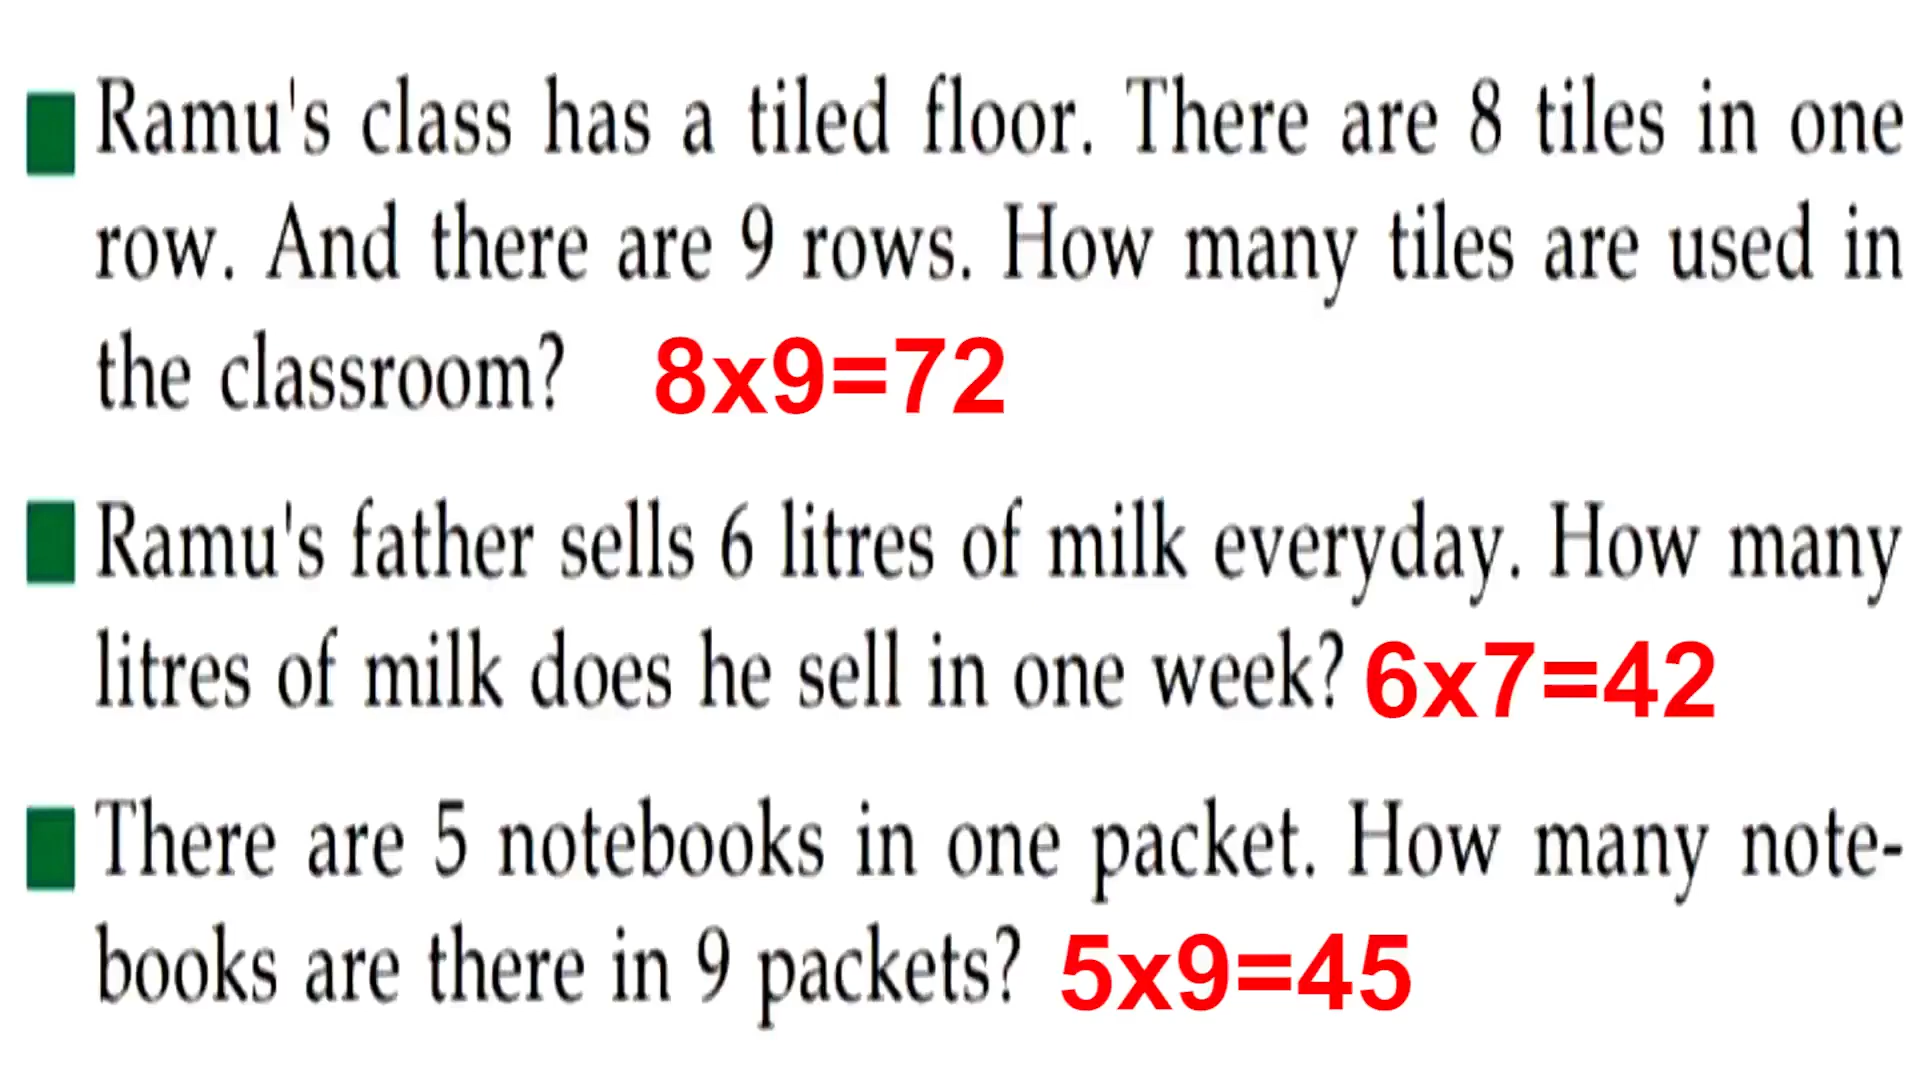 Ramu's class has a tiled floor. There are 8 tiles in one
row. And there are 9 rows. How many tiles are used in
the classroom? 8x9=72
Ramu's father sells 6 litres of milk everyday. How many
litres of milk does he sell in one week? 6x7=42
There are 5 notebooks in one packet. How many note-
books are there in 9 packets? 5x9=45